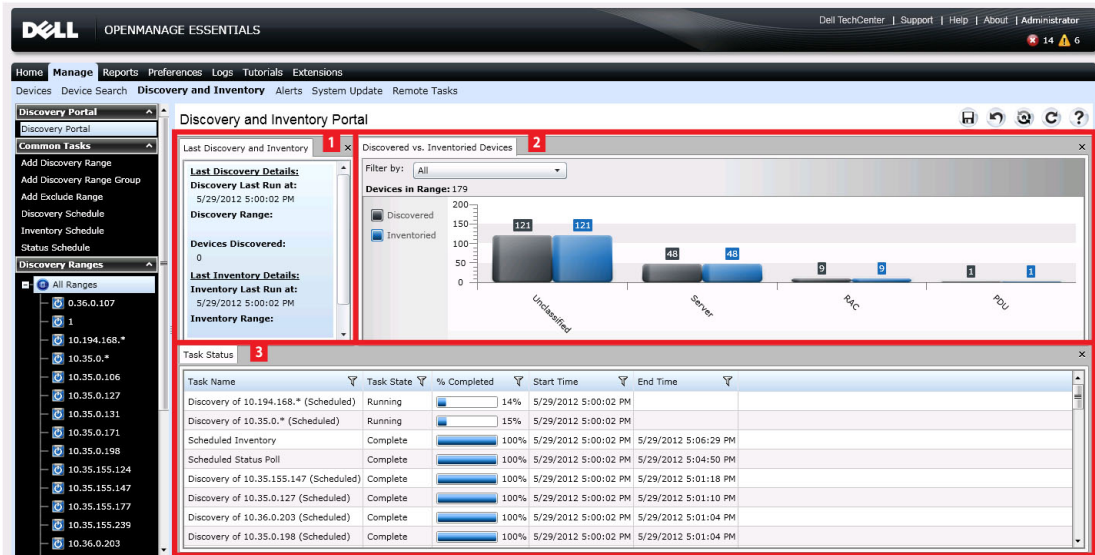 DELL OPENMANAGE ESSENTIALS
Dell TechCenter | Support | Help | About | Administrator
14 6
Home Manage Reports Preferences Logs Tutorials Extensions
Devices Device Search Discovery and Inventory Alerts System Update Remote Tasks
Discovery Portal
Discovery Portal
Common Tasks
Add Discovery Range
Add Discovery Range Group
Add Exclude Range
Discovery Schedule
Inventory Schedule
Status Schedule
Discovery Ranges
All Ranges
0.36.0.107
1
10.194.168.*
10.35.0.*
10.35.0.106
10.35.0.127
10.35.0.131
10.35.0.171
10.35.0.198
10.35.155.124
10.35.155.147
10.35.155.177
10.35.155.239
10.36.0.203
Discovery and Inventory Portal
?
Last Discovery and Inventory 1 x
Last Discovery Details:
Discovery Last Run at:
5/29/2012 5:00:02 PM
Discovery Range:
Devices Discovered:
0
Last Inventory Details:
Inventory Last Run at:
5/29/2012 5:00:02 PM
Inventory Range:
Discovered vs. Inventoried Devices 2 x
Filter by: All
Devices in Range: 179
Discovered
Inventoried
200
150
100
50
0
121 121 48 48 9 9 1 1
Unclassified Server RAC PDU
Task Status 3 x
Task Name Task State % Completed Start Time End Time
Discovery of 10.194.168.* (Scheduled) Running 14% 5/29/2012 5:00:02 PM
Discovery of 10.35.0.* (Scheduled) Running 15% 5/29/2012 5:00:02 PM
Scheduled Inventory Complete 100% 5/29/2012 5:00:02 PM 5/29/2012 5:06:29 PM
Scheduled Status Poll Complete 100% 5/29/2012 5:00:02 PM 5/29/2012 5:04:50 PM
Discovery of 10.35.155.147 (Scheduled) Complete 100% 5/29/2012 5:00:02 PM 5/29/2012 5:01:18 PM
Discovery of 10.35.0.127 (Scheduled) Complete 100% 5/29/2012 5:00:02 PM 5/29/2012 5:01:10 PM
Discovery of 10.36.0.203 (Scheduled) Complete 100% 5/29/2012 5:00:02 PM 5/29/2012 5:01:04 PM
Discovery of 10.35.0.198 (Scheduled) Complete 100% 5/29/2012 5:00:02 PM 5/29/2012 5:01:04 PM